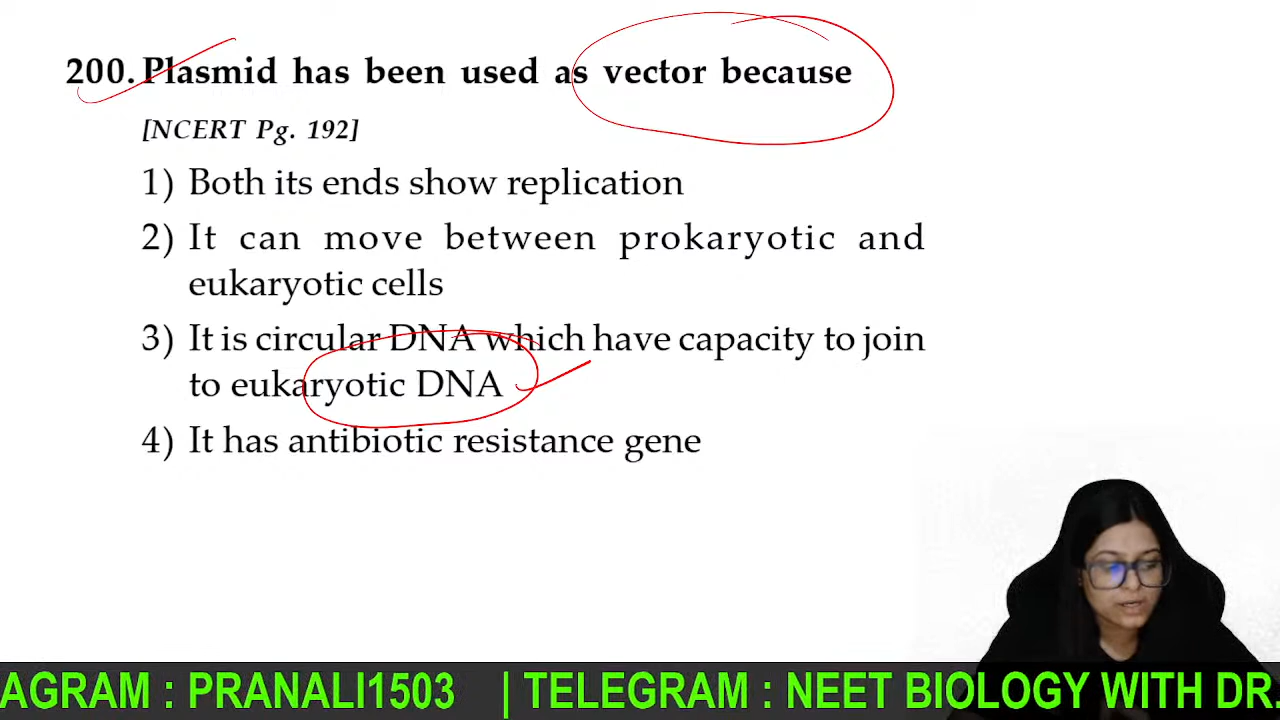 200. Plasmid has been used as vector because
[NCERT Pg. 192]
1) Both its ends show replication
2) It can move between prokaryotic and
eukaryotic cells
3) It is circular DNA which have capacity to join
to eukaryotic DNA
4) It has antibiotic resistance gene
AGRAM : PRANALI1503 | TELEGRAM : NEET BIOLOGY WITH DR.